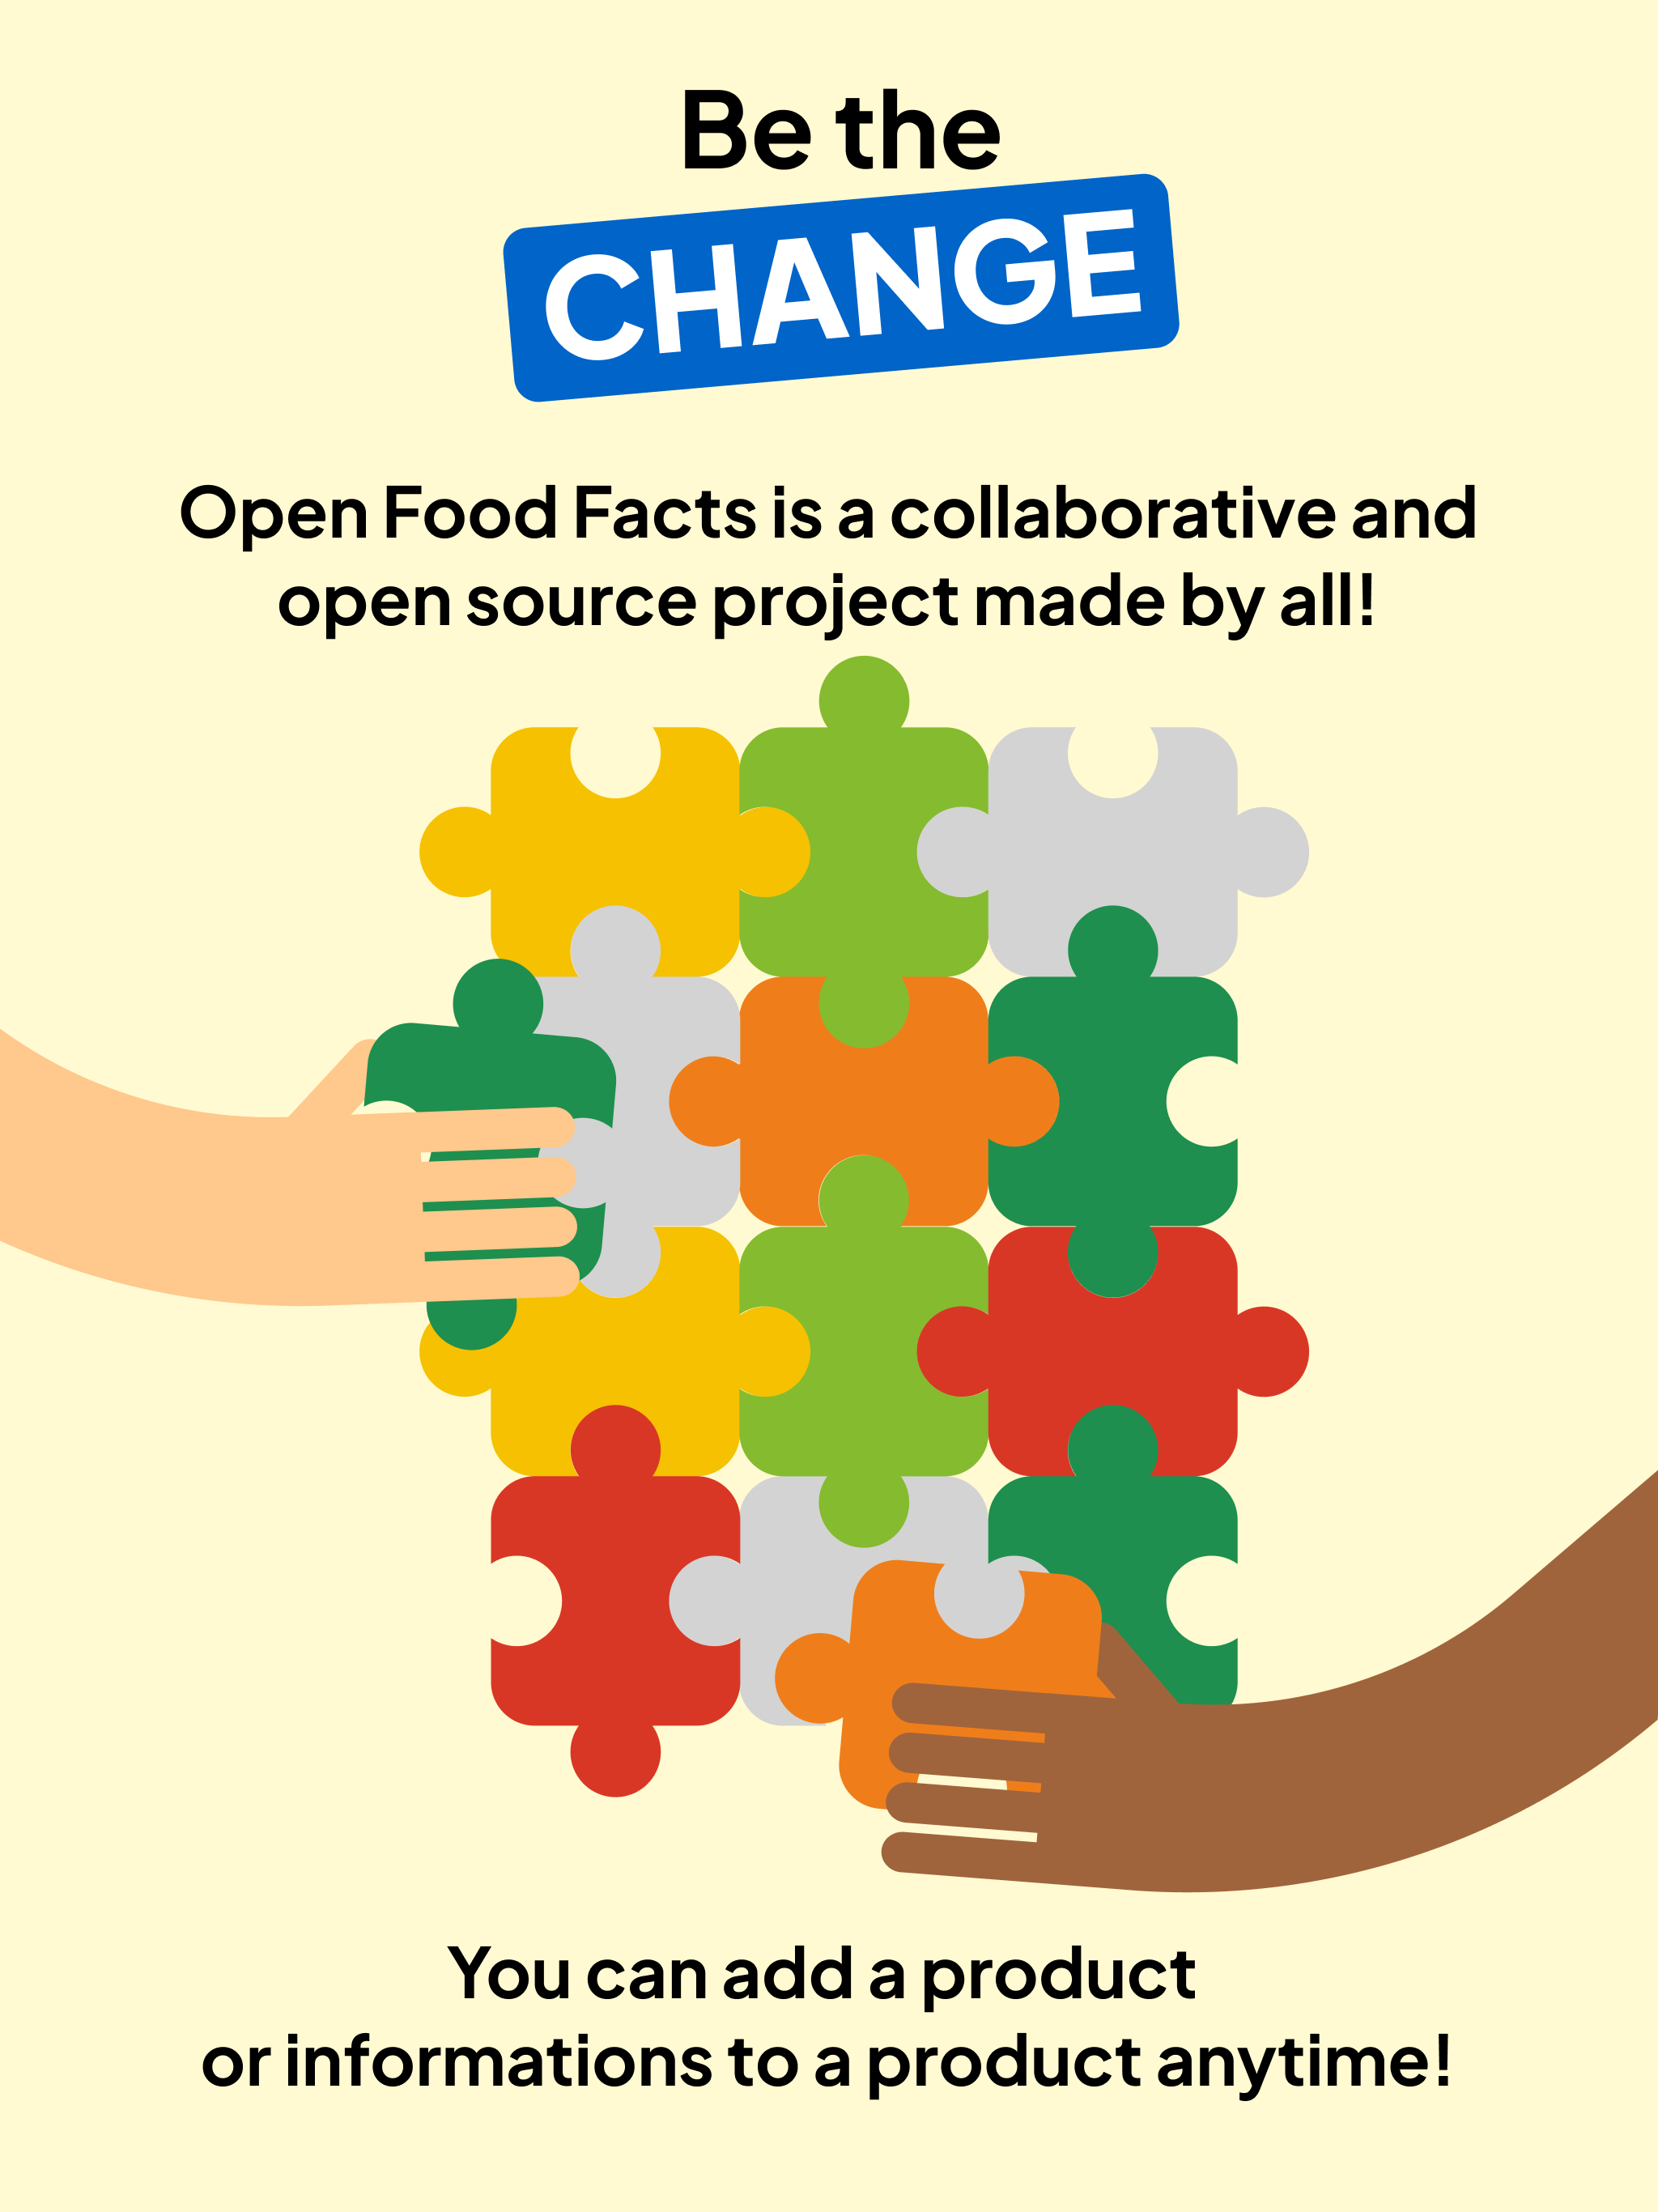 Be the
CHANGE
Open Food Facts is a collaborative and
open source project made by all!
You can add a product
or informations to a product anytime!